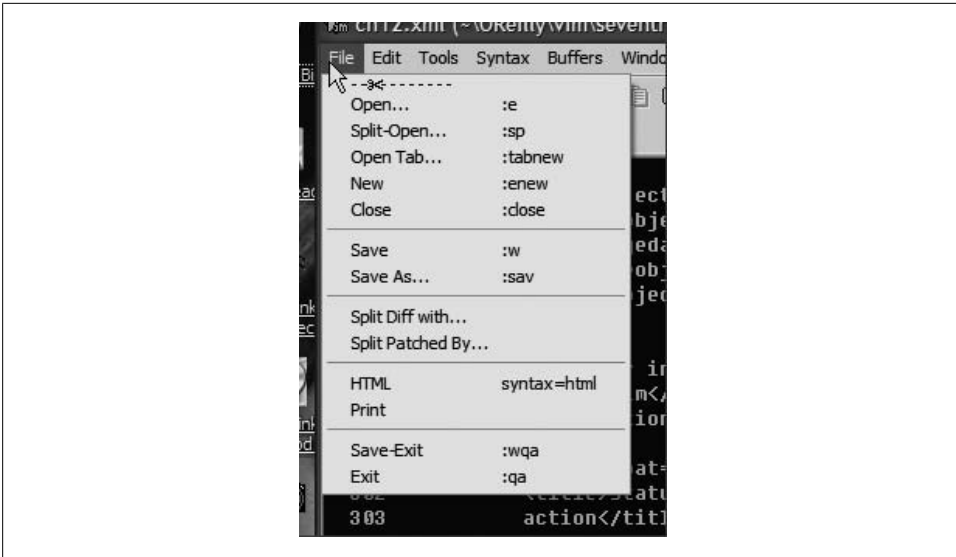 File Edit Tools Syntax Buffers
Open... :e
Split-Open... :sp
Open Tab... :tabnew
New :enew
Close :close
Save :w
Save As... :sav
Split Diff with...
Split Patched By...
HTML syntax=html
Print
Save-Exit :wqa
Exit :qa
303 action</tit